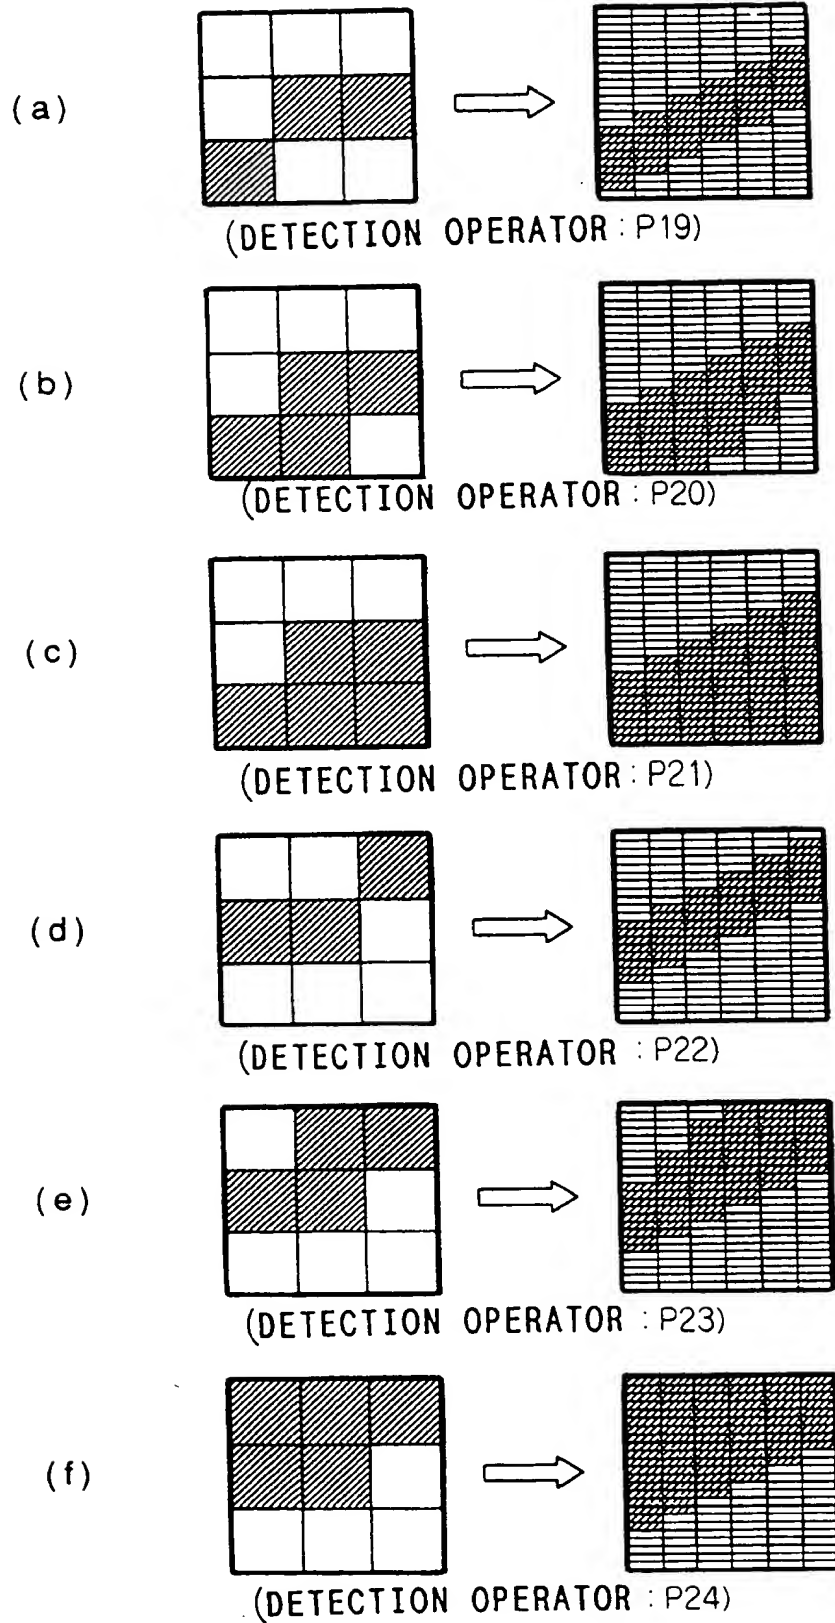 (a)
(DETECTION OPERATOR : P19)
(b)
(DETECTION OPERATOR : P20)
(c)
(DETECTION OPERATOR : P21)
(d)
(DETECTION OPERATOR : P22)
(e)
(DETECTION OPERATOR : P23)
(f)
(DETECTION OPERATOR : P24)